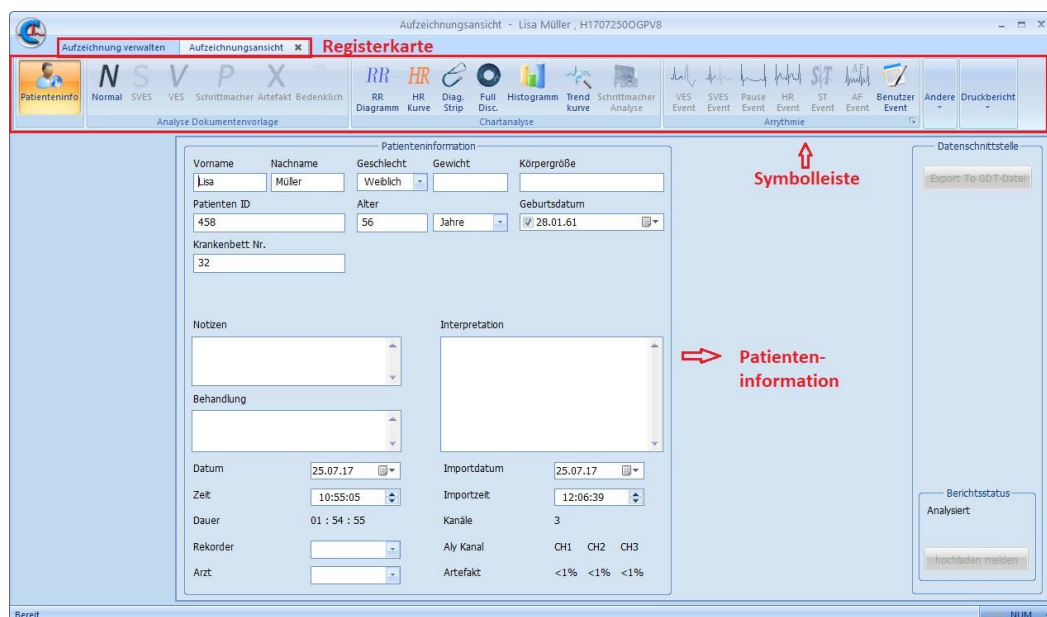 Aufzeichnungsansicht - Lisa Müller , H1707250OGPV8
Aufzeichnung verwalten Aufzeichnungsansicht Registerkarte
N S V P X RR HR S/T
Patienteninfo Normal SVES VES Schrittmacher Artefakt Bedenklich RR Diagramm HR Kurve Diag. Strip Full Disc. Histogramm Trend kurve Schrittmacher Analyse VES Event SVES Event Pause Event HR Event ST Event AF Event Benutzer Event Andere Druckbericht
Analyse Dokumentenvorlage Chartanalyse Arrythmie
Symbolleiste
Patienteninformation
Vorname Nachname Geschlecht Gewicht Körpergröße
Lisa Müller Weiblich
Patienten ID Alter Geburtsdatum
458 56 Jahre 28.01.61
Krankenbett Nr.
32
Notizen Interpretation
Patienten-
information
Behandlung
Datum 25.07.17 Importdatum 25.07.17
Zeit 10:55:05 Importzeit 12:06:39
Dauer 01 : 54 : 55 Kanäle 3
Rekorder Aly Kanal CH1 CH2 CH3
Arzt Artefakt <1% <1% <1%
Datenschnittstelle
Export To GDT-Datei
Berichtsstatus
Analysiert
hochladen melden
Bereit NUM